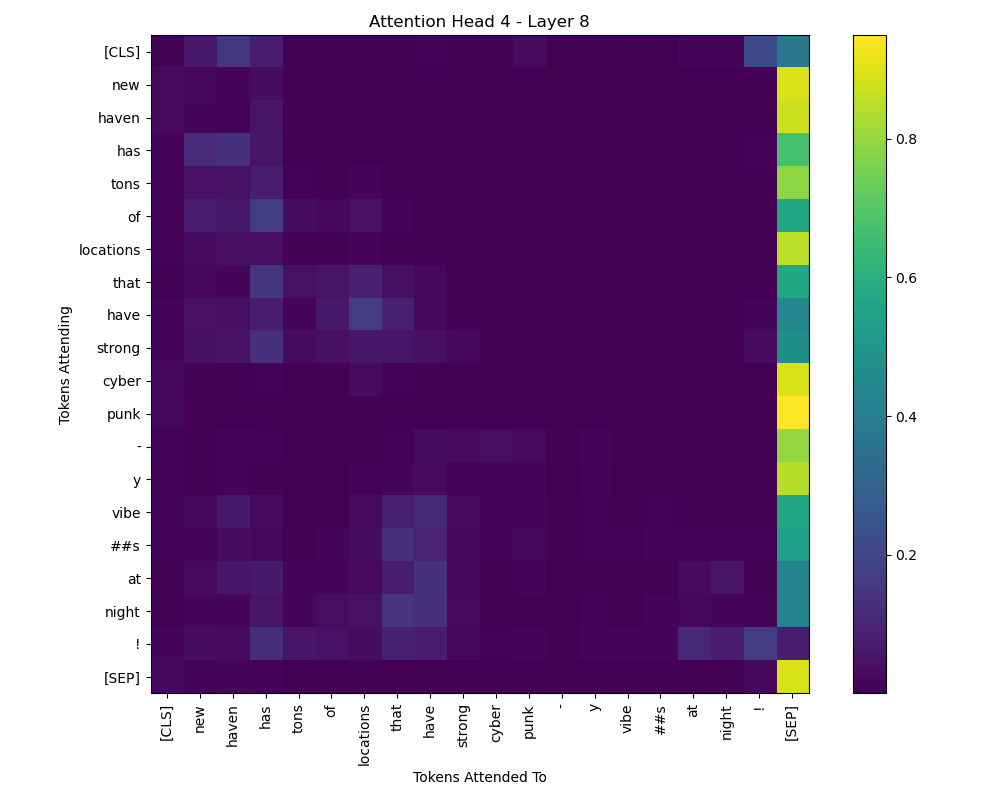 Attention Head 4 - Layer 8
Tokens Attending
[CLS]
new
haven
has
tons
of
locations
that
have
strong
cyber
punk
-
y
vibe
##s
at
night
!
[SEP]
[CLS]
new
haven
has
tons
of
locations
that
have
strong
cyber
punk
-
y
vibe
##s
at
night
!
[SEP]
Tokens Attended To
0.8
0.6
0.4
0.2